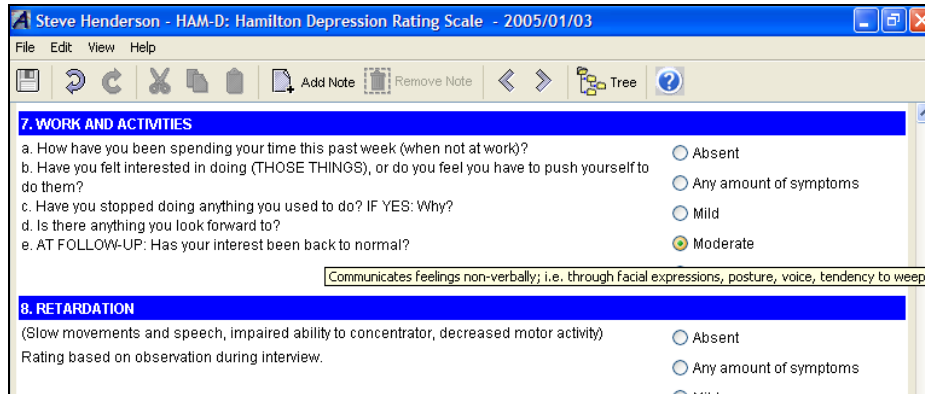 Steve Henderson - HAM-D: Hamilton Depression Rating Scale - 2005/01/03
File Edit View Help
Add Note Remove Note Tree
7. WORK AND ACTIVITIES
a. How have you been spending your time this past week (when not at work)?
b. Have you felt interested in doing (THOSE THINGS), or do you feel you have to push yourself to
do them?
c. Have you stopped doing anything you used to do? IF YES: Why?
d. Is there anything you look forward to?
e. AT FOLLOW-UP: Has your interest been back to normal?
Absent
Any amount of symptoms
Mild
Moderate
Communicates feelings non-verbally; i.e. through facial expressions, posture, voice, tendency to weep
8. RETARDATION
(Slow movements and speech, impaired ability to concentrator, decreased motor activity)
Rating based on observation during interview.
Absent
Any amount of symptoms